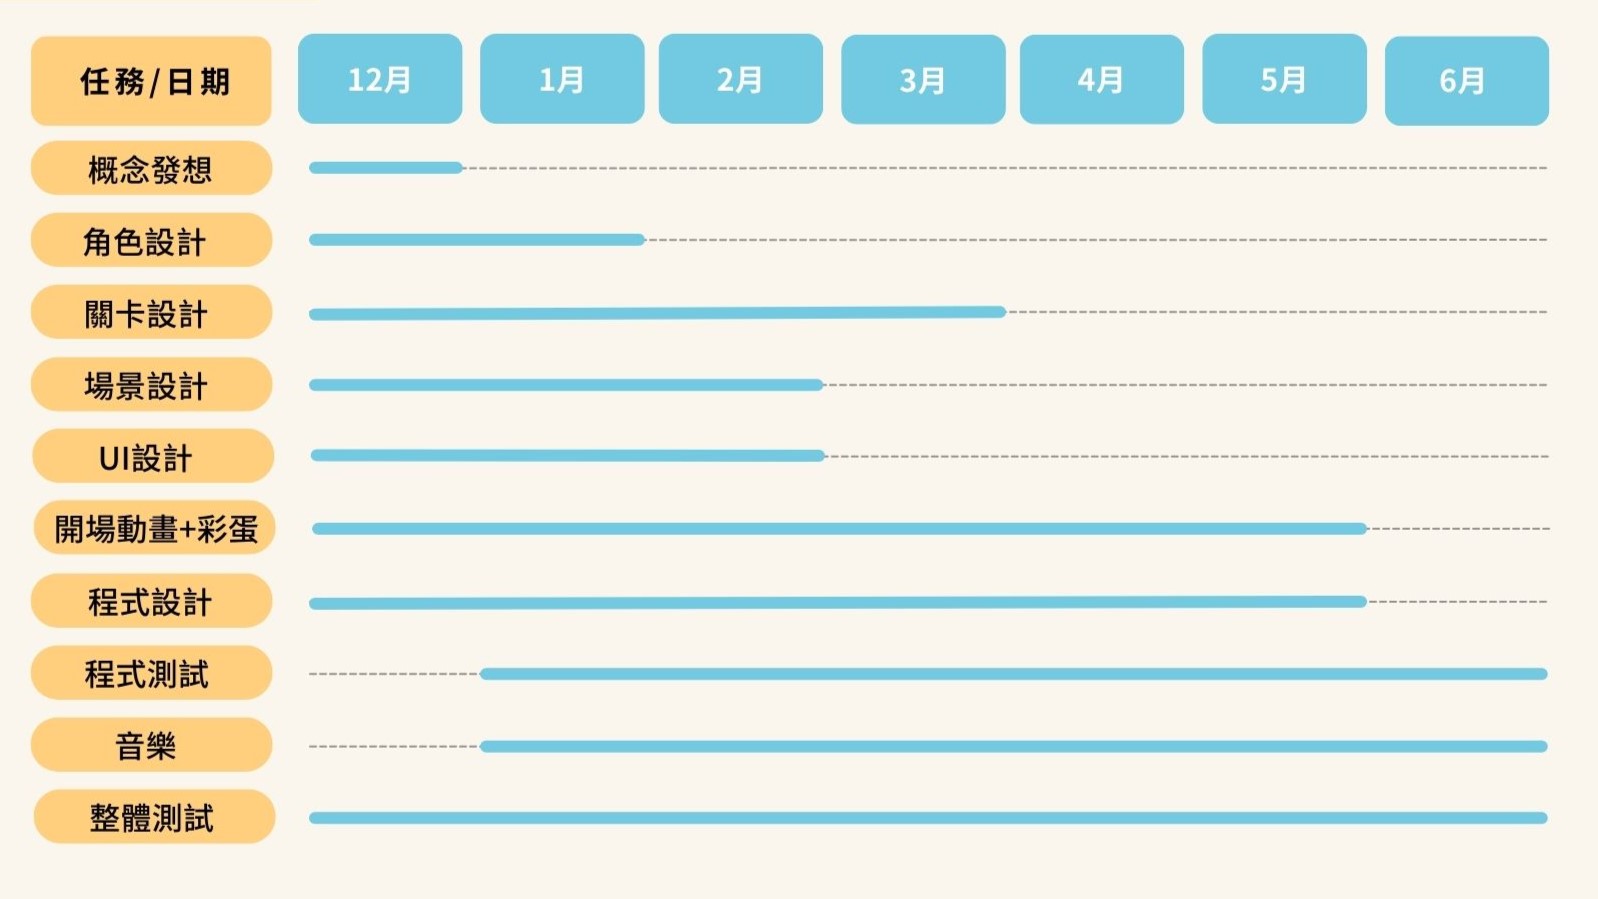 任務/日期
12月
1月
2月
3月
4月
5月
6月
概念發想
角色設計
關卡設計
場景設計
UI設計
開場動畫+彩蛋
程式設計
程式測試
音樂
整體測試